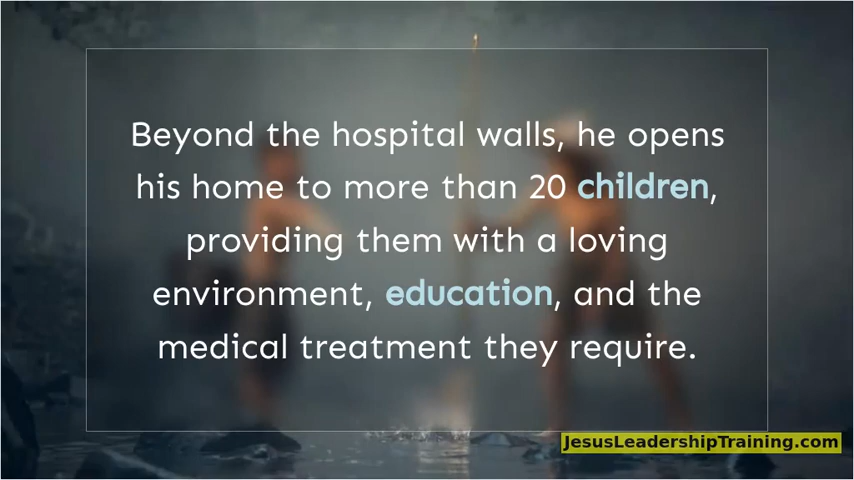 Beyond the hospital walls, he opens
his home to more than 20 children,
providing them with a loving
environment, education, and the
medical treatment they require.
JesusLeadershipTraining.com